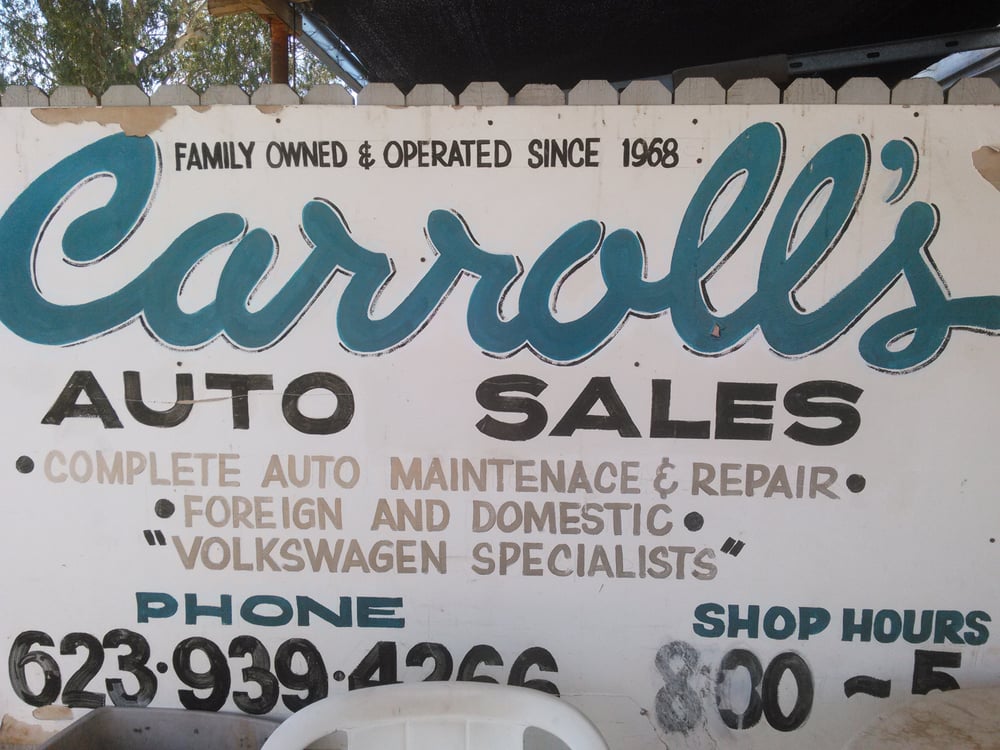 FAMILY OWNED & OPERATED SINCE 1968.
Carroll's
AUTO SALES
• COMPLETE AUTO MAINTENACE & REPAIR •
• FOREIGN AND DOMESTIC •
"VOLKSWAGEN SPECIALISTS"
PHONE
623·939·4266
SHOP HOURS
8:00 ~ 5